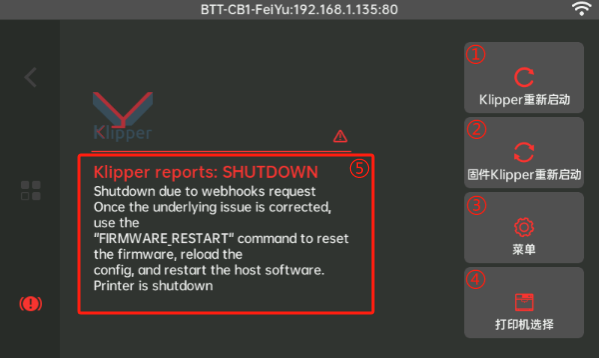 BTT-CB1-FeiYu:192.168.1.135:80
①
Klipper重新启动
②
固件Klipper重新启动
③
菜单
④
打印机选择
Klipper
⑤
Klipper reports: SHUTDOWN
Shutdown due to webhooks request
Once the underlying issue is corrected,
use the
"FIRMWARE_RESTART" command to reset
the firmware, reload the
config, and restart the host software.
Printer is shutdown